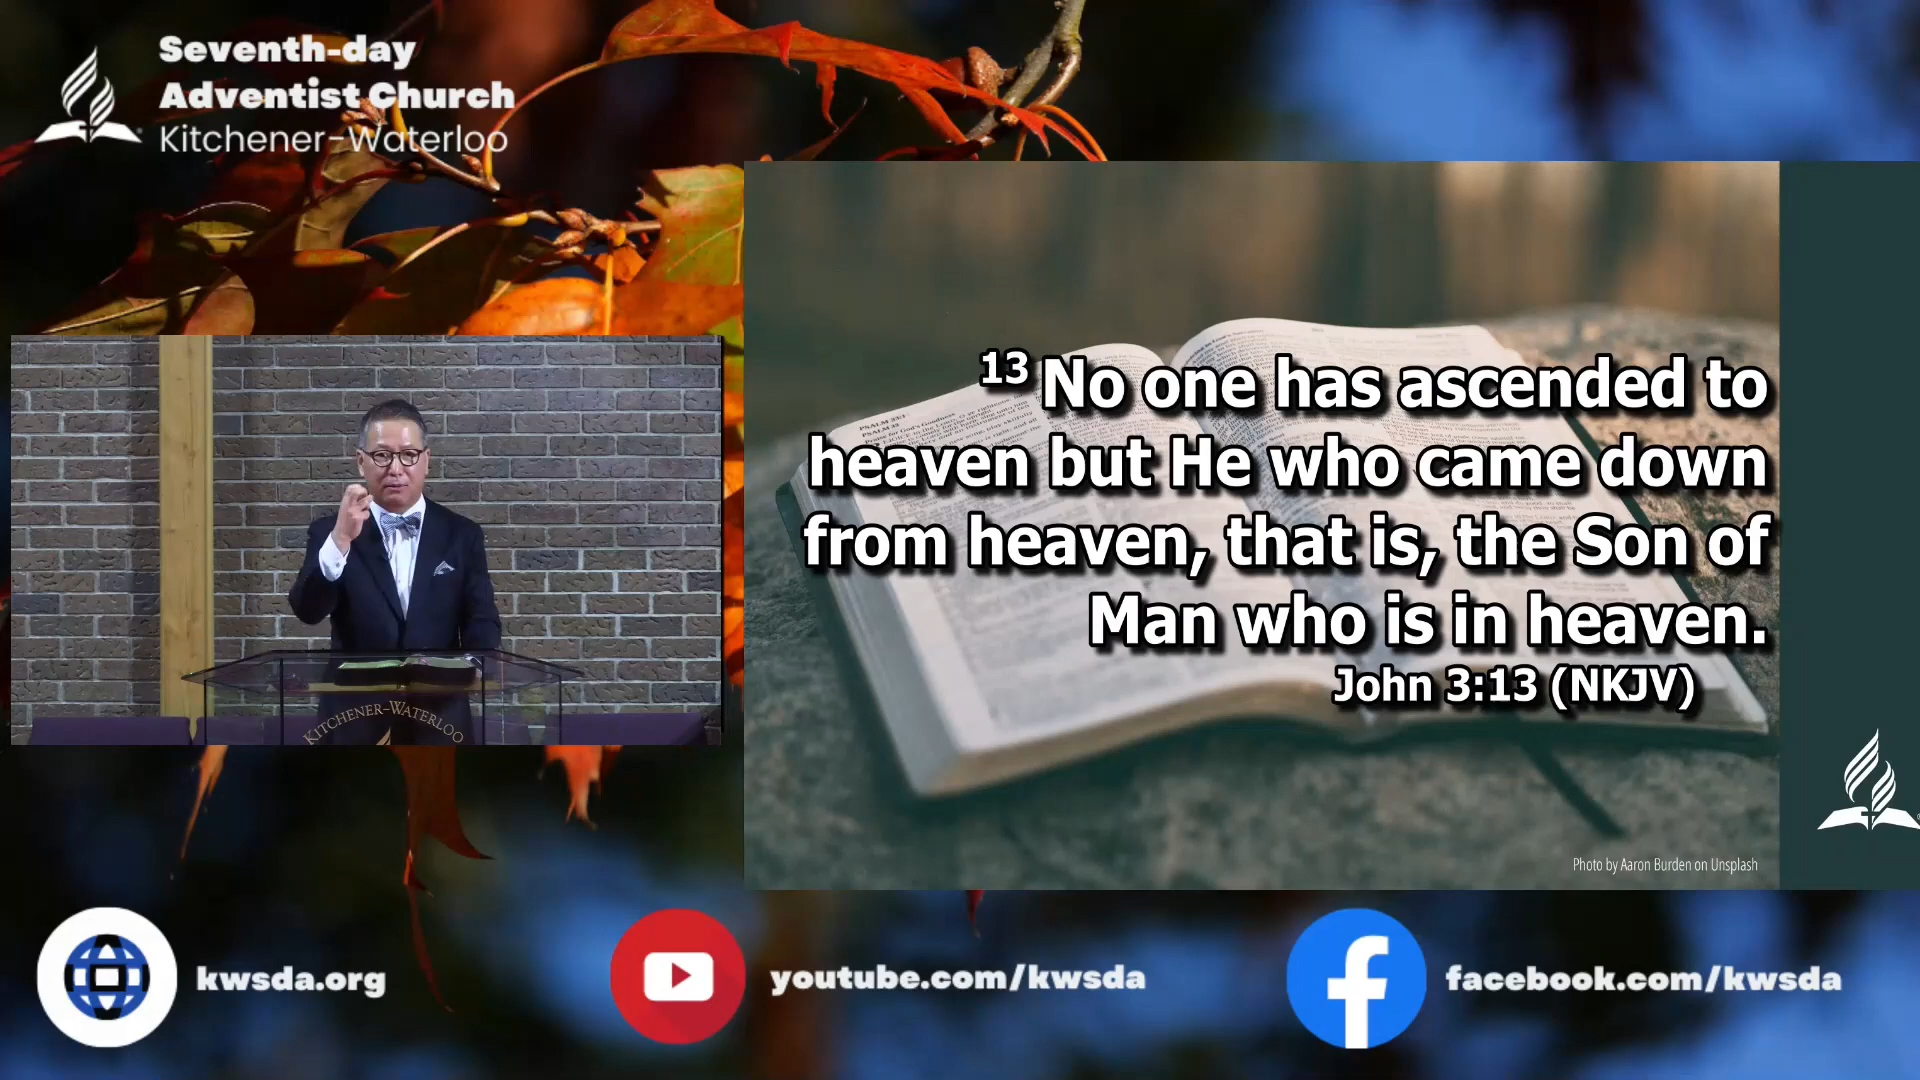 Seventh-day
Adventist Church
Kitchener-Waterloo
13 No one has ascended to
heaven but He who came down
from heaven, that is, the Son of
Man who is in heaven.
John 3:13 (NKJV)
PSALM 23
Photo by Aaron Burden on Unsplash
KITCHENER-WATERLOO
kwsda.org
youtube.com/kwsda
facebook.com/kwsda